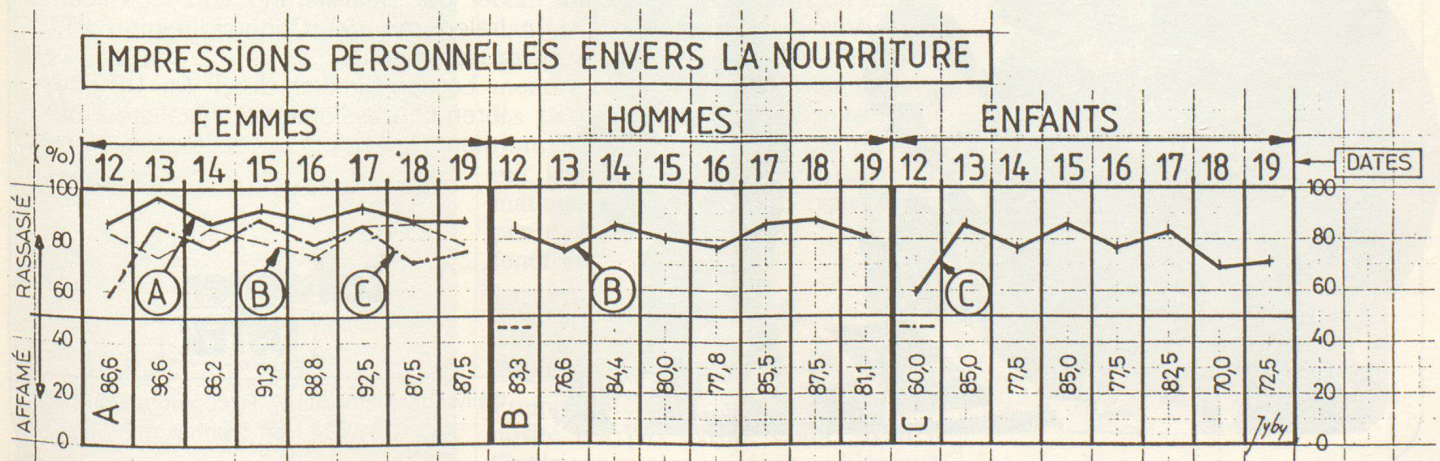 iMPRESSiONS PERSONNELLES ENVERS LA NOURRiTURE
FEMMES HOMMES ENFANTS
(%) 12 13 14 15 16 17 18 19 12 13 14 15 16 17 18 19 12 13 14 15 16 17 18 19 DATES
100 100
80 80
60 60
40 40
20 20
0 0
RASSASIÉ
AFFAMÉ
A B C B C
A 86,6 96,6 86,2 91,3 88,8 92,5 87,5 87,5
B 83,3 76,6 84,4 80,0 77,8 85,5 87,5 81,1
C 60,0 85,0 77,5 85,0 77,5 82,5 70,0 72,5
Jyby